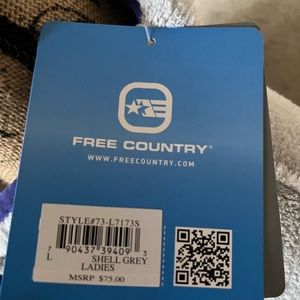 FREE COUNTRY®
WWW.FREECOUNTRY.COM
STYLE#73-L7173S
7 90437 39409 3
L SHELL GREY
LADIES
MSRP $75.00